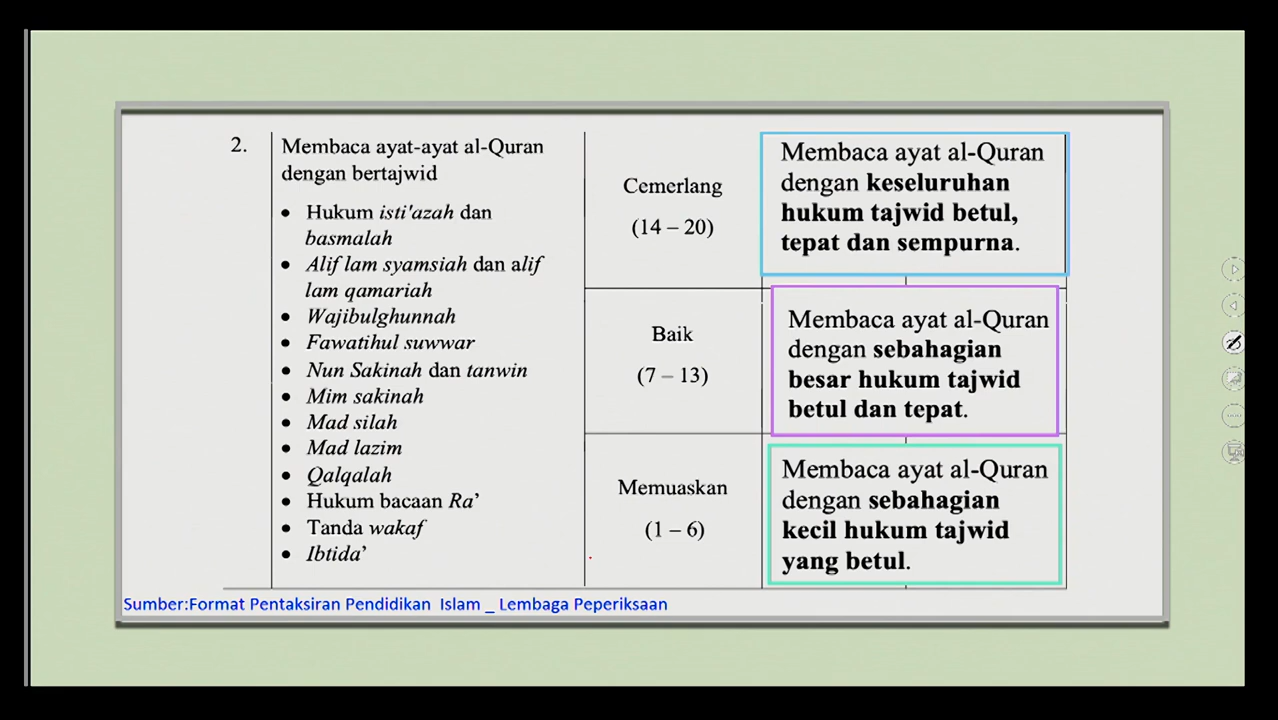 2.
Membaca ayat-ayat al-Quran
dengan bertajwid
• Hukum isti'azah dan
basmalah
• Alif lam syamsiah dan alif
lam qamariah
• Wajibulghunnah
• Fawatihul suwwar
• Nun Sakinah dan tanwin
• Mim sakinah
• Mad silah
• Mad lazim
• Qalqalah
• Hukum bacaan Ra’
• Tanda wakaf
• Ibtida’
Cemerlang
(14 – 20)
Membaca ayat al-Quran
dengan keseluruhan
hukum tajwid betul,
tepat dan sempurna.
Baik
(7 – 13)
Membaca ayat al-Quran
dengan sebahagian
besar hukum tajwid
betul dan tepat.
Memuaskan
(1 – 6)
Membaca ayat al-Quran
dengan sebahagian
kecil hukum tajwid
yang betul.
Sumber:Format Pentaksiran Pendidikan Islam _ Lembaga Peperiksaan